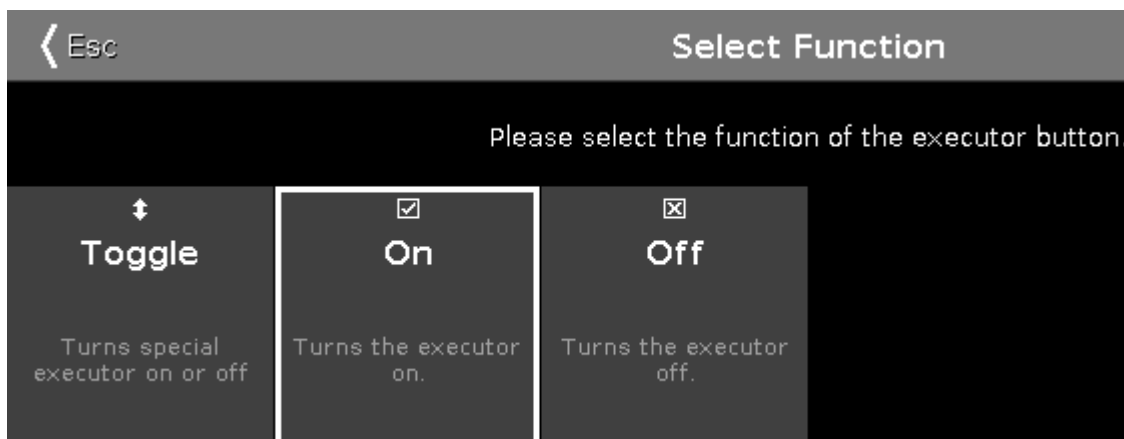 Esc
Select Function
Please select the function of the executor button.
Toggle
On
Off
Turns special
executor on or off
Turns the executor
on.
Turns the executor
off.